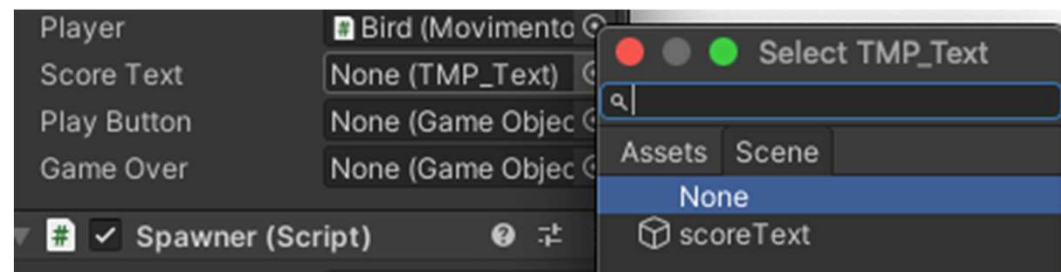 Player Bird (Movimento
Score Text None (TMP_Text)
Play Button None (Game Objec
Game Over None (Game Objec
# Spawner (Script)
Select TMP_Text
Assets Scene
None
scoreText